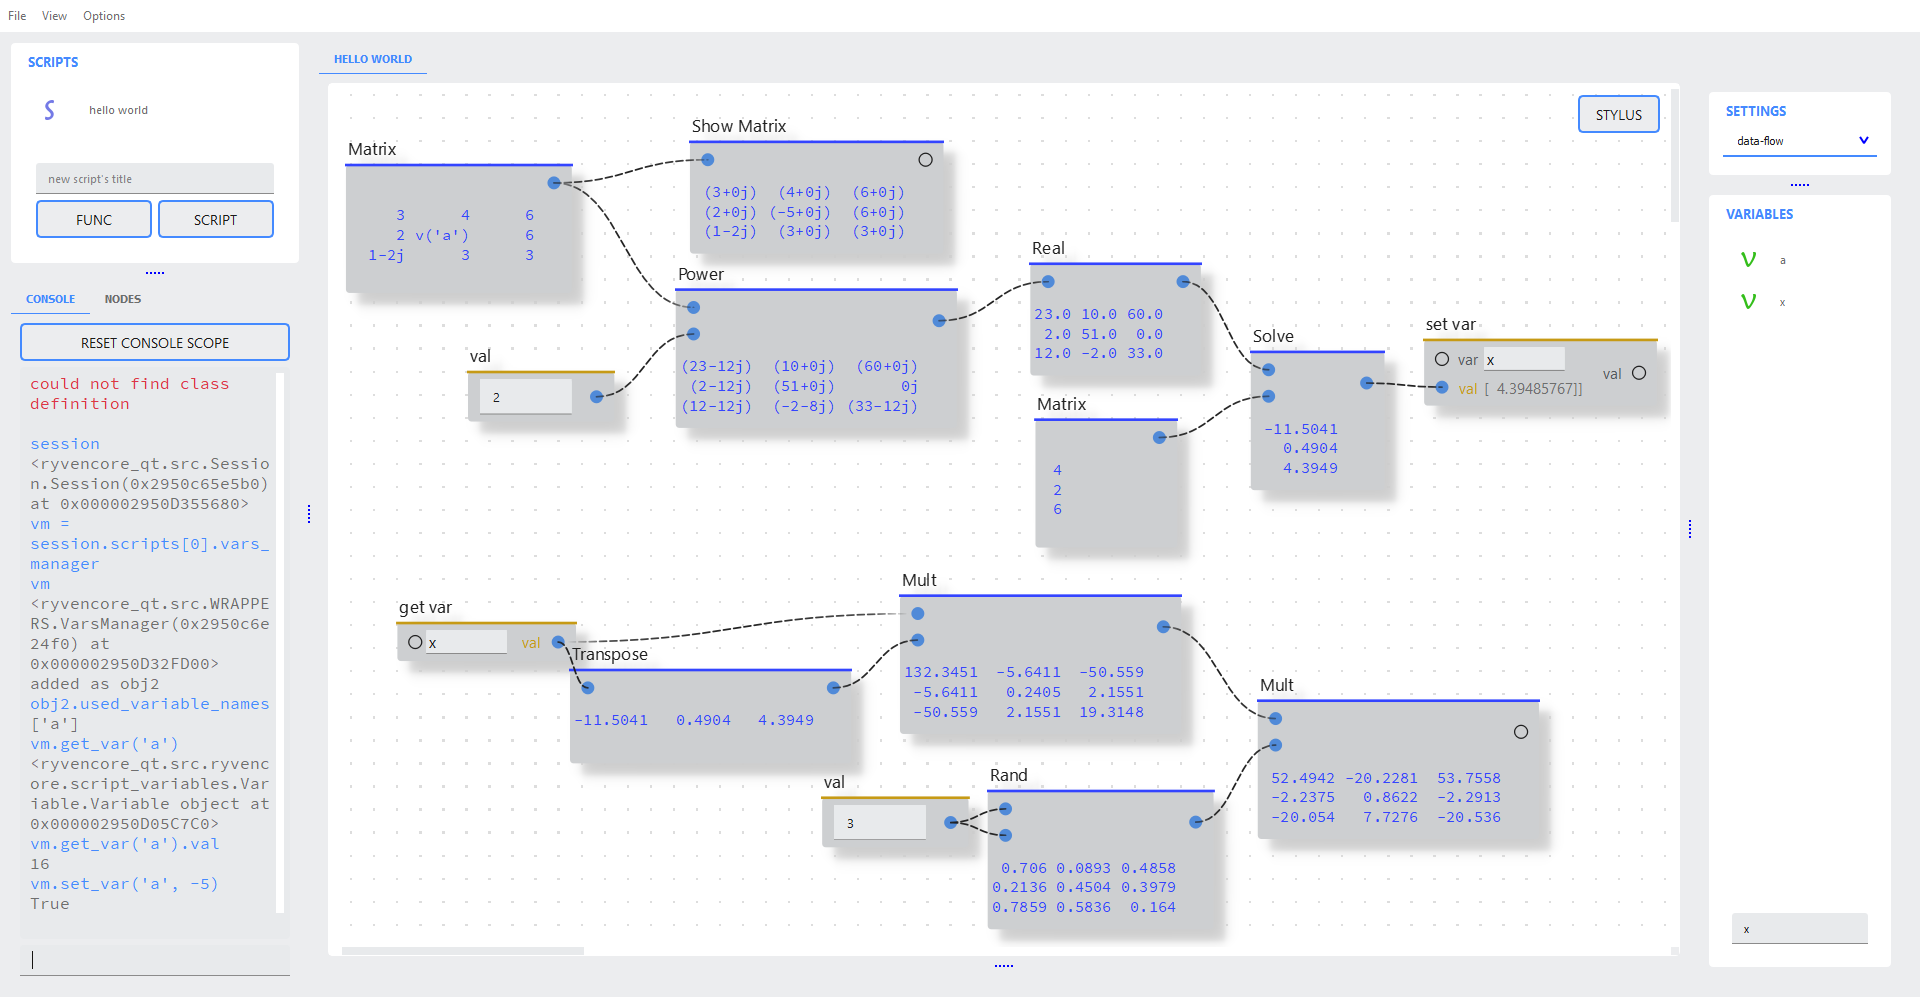 File View Options
SCRIPTS
hello world
new script's title
FUNC SCRIPT
CONSOLE NODES
RESET CONSOLE SCOPE
could not find class
definition
session
<ryvencore_qt.src.Sessio
n.Session(0x2950c65e5b0)
at 0x000002950D355680>
vm =
session.scripts[0].vars_
manager
vm
<ryvencore_qt.src.WRAPPE
RS.VarsManager(0x2950c6e
24f0) at
0x000002950D32FD00>
added as obj2
obj2.used_variable_names
['a']
vm.get_var('a')
<ryvencore_qt.src.ryvenc
ore.script_variables.Var
iable.Variable object at
0x000002950D05C7C0>
vm.get_var('a').val
16
vm.set_var('a', -5)
True
HELLO WORLD
STYLUS
Matrix
3 4 6
2 v('a') 6
1-2j 3 3
Show Matrix
(3+0j) (4+0j) (6+0j)
(2+0j) (-5+0j) (6+0j)
(1-2j) (3+0j) (3+0j)
val
2
Power
(23-12j) (10+0j) (60+0j)
(2-12j) (51+0j) 0j
(12-12j) (-2-8j) (33-12j)
Real
23.0 10.0 60.0
2.0 51.0 0.0
12.0 -2.0 33.0
Matrix
4
2
6
Solve
-11.5041
0.4904
4.3949
set var
var x
val [ 4.39485767]]
val
get var
x val
Transpose
-11.5041 0.4904 4.3949
Mult
132.3451 -5.6411 -50.559
-5.6411 0.2405 2.1551
-50.559 2.1551 19.3148
val
3
Rand
0.706 0.0893 0.4858
0.2136 0.4504 0.3979
0.7859 0.5836 0.164
Mult
52.4942 -20.2281 53.7558
-2.2375 0.8622 -2.2913
-20.054 7.7276 -20.536
SETTINGS
data-flow
VARIABLES
a
x
x